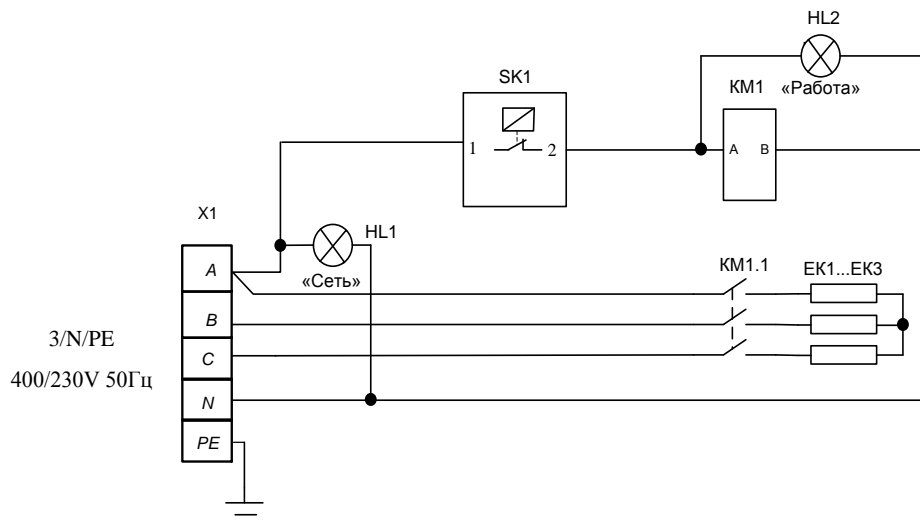 HL2
SK1
KM1
«Работа»
1
2
A
B
X1
HL1
A
«Сеть»
KM1.1
EK1...EK3
B
3/N/PE
C
400/230V 50Гц
N
PE